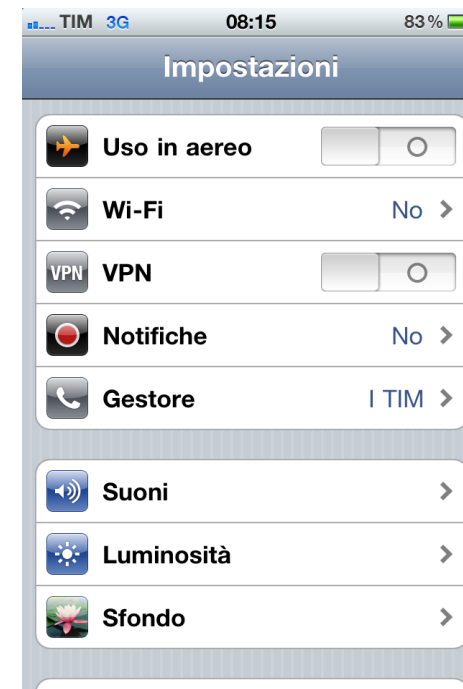 TIM 3G 08:15 83%
Impostazioni
Uso in aereo
Wi-Fi No
VPN VPN
Notifiche No
Gestore I TIM
Suoni
Luminosità
Sfondo